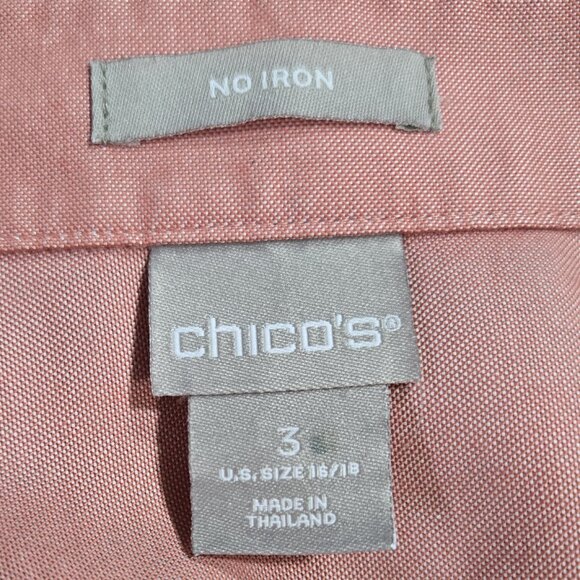 NO IRON
chico's®
3
U.S. SIZE 16/18
MADE IN
THAILAND